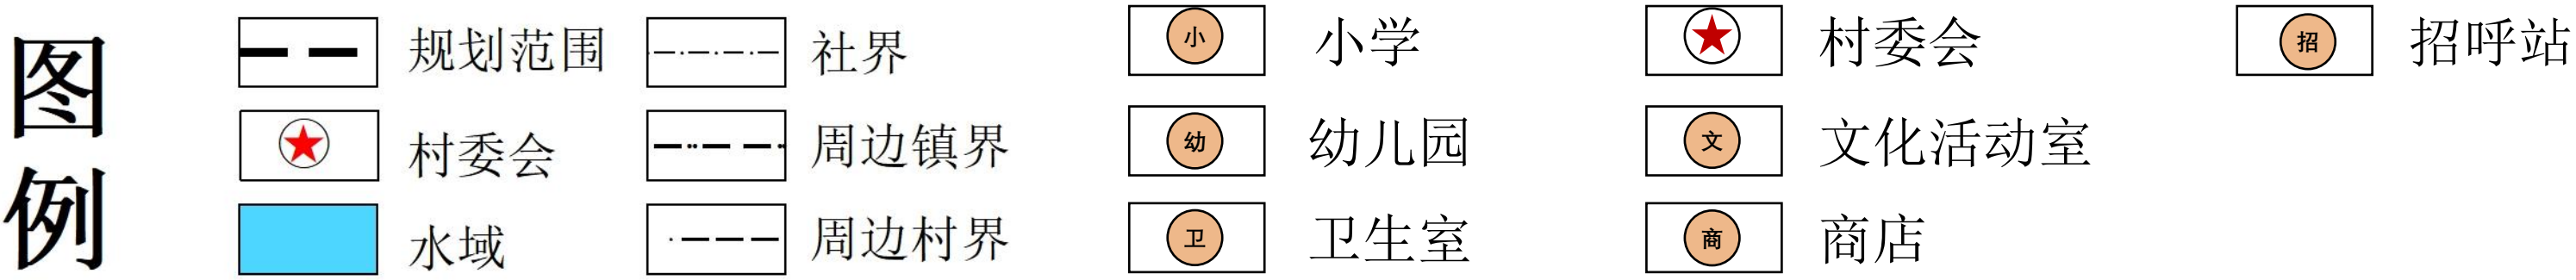 图例
规划范围
村委会
水域
社界
周边镇界
周边村界
小 小学
幼 幼儿园
卫 卫生室
村委会
文 文化活动室
商 商店
招 招呼站